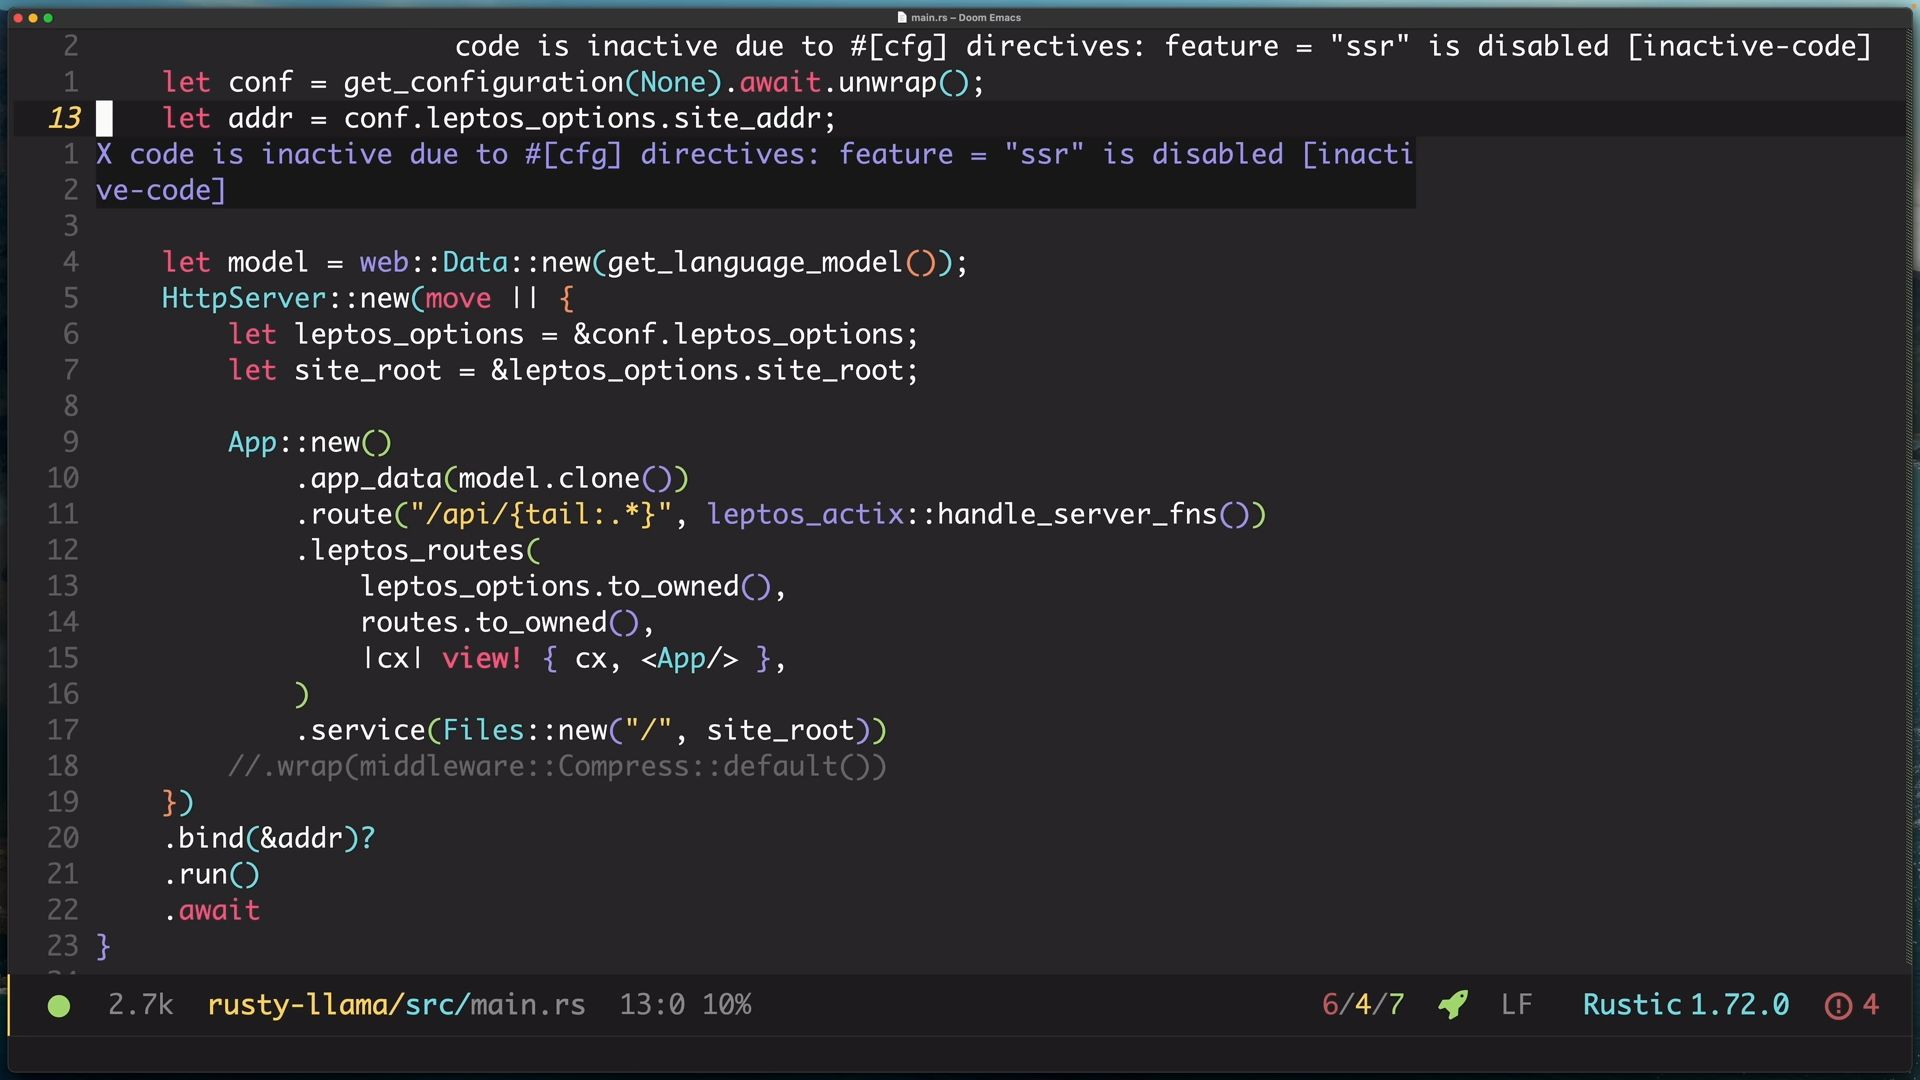 main.rs – Doom Emacs
2 code is inactive due to #[cfg] directives: feature = "ssr" is disabled [inactive-code]
1 let conf = get_configuration(None).await.unwrap();
13 let addr = conf.leptos_options.site_addr;
1 X code is inactive due to #[cfg] directives: feature = "ssr" is disabled [inacti
2 ve-code]
3
4 let model = web::Data::new(get_language_model());
5 HttpServer::new(move || {
6 let leptos_options = &conf.leptos_options;
7 let site_root = &leptos_options.site_root;
8
9 App::new()
10 .app_data(model.clone())
11 .route("/api/{tail:.*}", leptos_actix::handle_server_fns())
12 .leptos_routes(
13 leptos_options.to_owned(),
14 routes.to_owned(),
15 |cx| view! { cx, <App/> },
16 )
17 .service(Files::new("/", site_root))
18 //.wrap(middleware::Compress::default())
19 })
20 .bind(&addr)?
21 .run()
22 .await
23 }
2.7k rusty-llama/src/main.rs 13:0 10% 6/4/7 LF Rustic 1.72.0 4